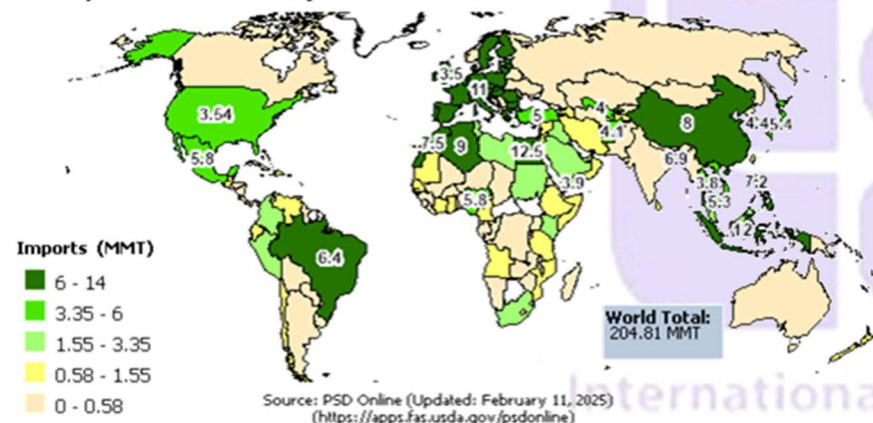 3.5
11
3.54
5
4
4.1
8
4.45
5.4
5.8
7.5
9
12.5
6.9
3.9
3.8
7.2
5.8
5.3
12
6.4
Imports (MMT)
6 - 14
3.35 - 6
1.55 - 3.35
0.58 - 1.55
0 - 0.58
World Total:
204.81 MMT
Source: PSD Online (Updated: February 11, 2025)
(https://apps.fas.usda.gov/psdonline)
Internationa